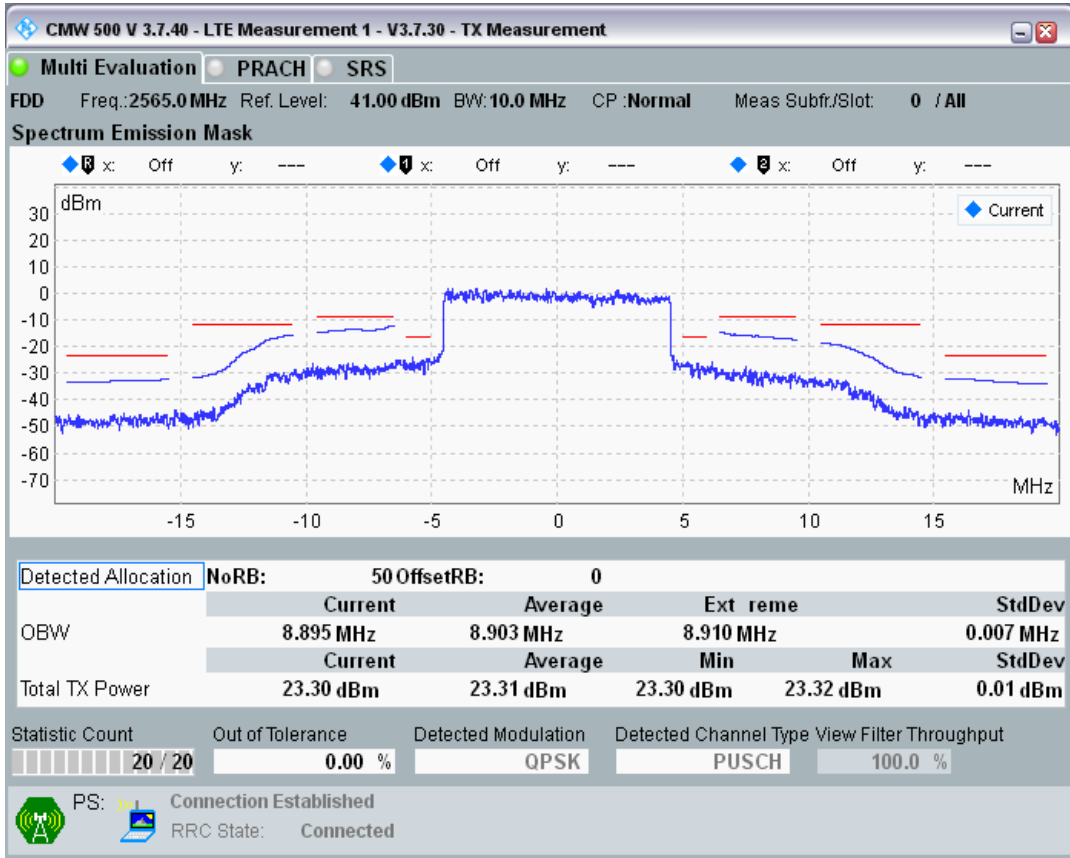 CMW 500 V 3.7.40 - LTE Measurement 1 - V3.7.30 - TX Measurement
Multi Evaluation PRACH SRS
FDD Freq.:2565.0 MHz Ref. Level: 41.00 dBm BW: 10.0 MHz CP :Normal Meas Subfr./Slot: 0 / All
Spectrum Emission Mask
R x: Off y: --- 1 x: Off y: --- 2 x: Off y: ---
dBm
Current
30
20
10
0
-10
-20
-30
-40
-50
-60
-70
MHz
-15 -10 -5 0 5 10 15
Detected Allocation NoRB: 50 OffsetRB: 0
Current Average Ext reme StdDev
OBW 8.895 MHz 8.903 MHz 8.910 MHz 0.007 MHz
Current Average Min Max StdDev
Total TX Power 23.30 dBm 23.31 dBm 23.30 dBm 23.32 dBm 0.01 dBm
Statistic Count Out of Tolerance Detected Modulation Detected Channel Type View Filter Throughput
20 / 20 0.00 % QPSK PUSCH 100.0 %
PS: Connection Established
RRC State: Connected